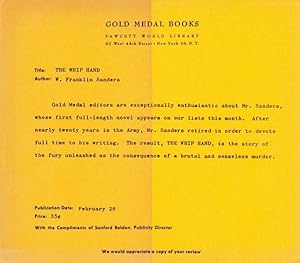 GOLD MEDAL BOOKS
FAWCETT WORLD LIBRARY
67 West 44th Street • New York 36, N.Y.
Title: THE WHIP HAND
Author: W. Franklin Sanders
Gold Medal editors are exceptionally enthusiastic about Mr. Sanders,
whose first full-length novel appears on our lists this month. After
nearly twenty years in the Army, Mr. Sanders retired in order to devote
full time to his writing. The result, THE WHIP HAND, is the story of
the fury unleashed as the consequence of a brutal and senseless murder.
Publication Date: February 28
Price: 35¢
With the Compliments of Sanford Belden, Publicity Director
We would appreciate a copy of your review